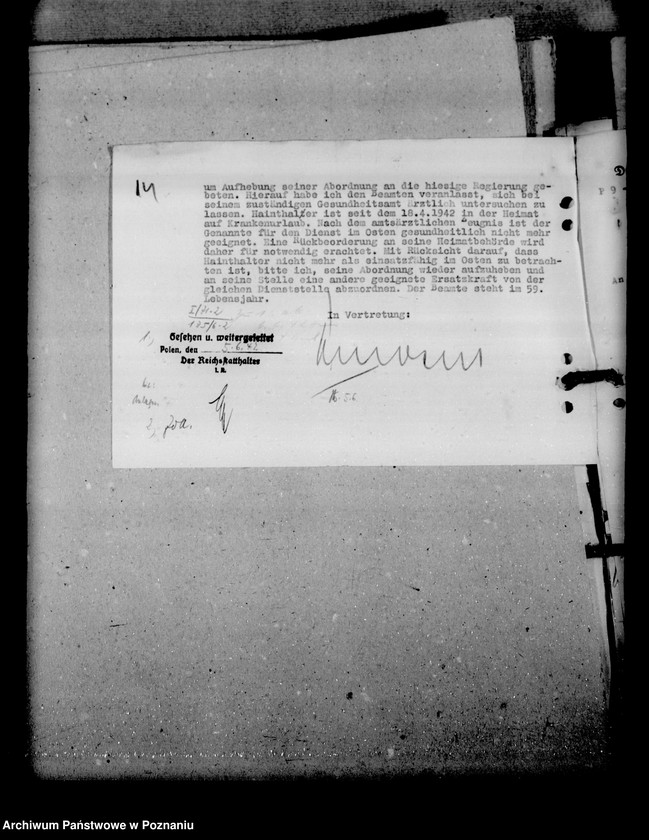 14
um Aufhebung seiner Abordnung an die hiesige Regierung ge-
beten. Hierauf habe ich den Beamten veranlasst, sich bei
seinem zuständigen Gesundheitsamt ärztlich untersuchen zu
lassen. Hainthaler ist seit dem 18.4.1942 in der Heimat
auf Krankenurlaub. Nach dem amtsärztlichen Zeugnis ist der
Genannte für den Dienst im Osten gesundheitlich nicht mehr
geeignet. Eine Rückbeorderung an seine Heimatbehörde wird
daher für notwendig erachtet. Mit Rücksicht darauf, dass
Hainthaler nicht mehr als einsatzfähig im Osten zu betrach-
ten ist, bitte ich, seine Abordnung wieder aufzuheben und
an seine Stelle eine andere geeignete Ersatzkraft von der
gleichen Dienststelle abzuordnen. Der Beamte steht im 59.
Lebensjahr.
In Vertretung:
Gesehen u. weitergeleitet
Posen, den 5.6.42
Der Reichsstatthalter
I. A.
Archiwum Państwowe w Poznaniu